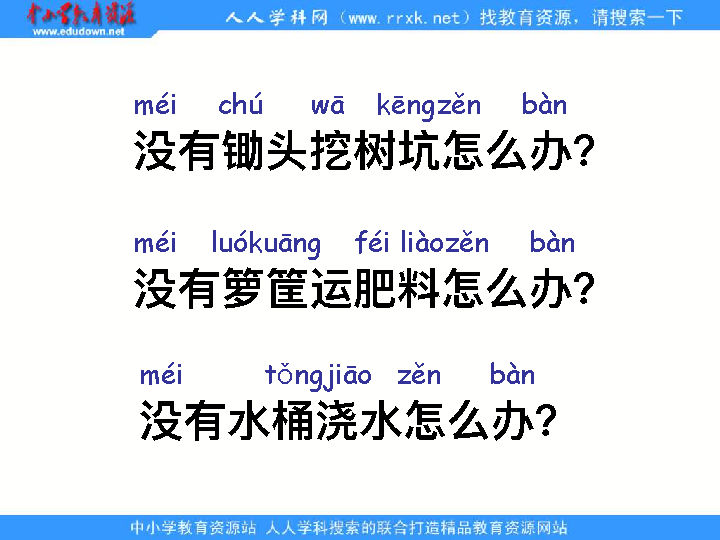 中小学教育资源
www.edudown.net
人人学科网（www.rrxk.net）找教育资源，请搜索一下
méi chú wā kēngzěn bàn
没有锄头挖树坑怎么办?
méi luókuāng féi liàozěn bàn
没有箩筐运肥料怎么办?
méi tǒngjiāo zěn bàn
没有水桶浇水怎么办?
中小学教育资源站 人人学科搜索的联合打造精品教育资源网站